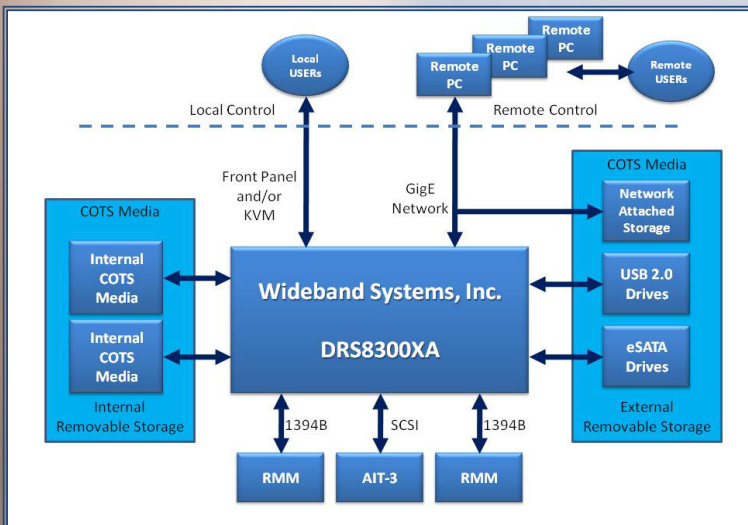 Local
USERs
Remote
PC
Remote
PC
Remote
PC
Remote
USERs
Local Control
Remote Control
Front Panel
and/or
KVM
GigE
Network
COTS Media
Internal
COTS
Media
Internal
COTS
Media
Internal
Removable Storage
Wideband Systems, Inc.
DRS8300XA
COTS Media
Network
Attached
Storage
USB 2.0
Drives
eSATA
Drives
External
Removable Storage
1394B
SCSI
1394B
RMM
AIT-3
RMM